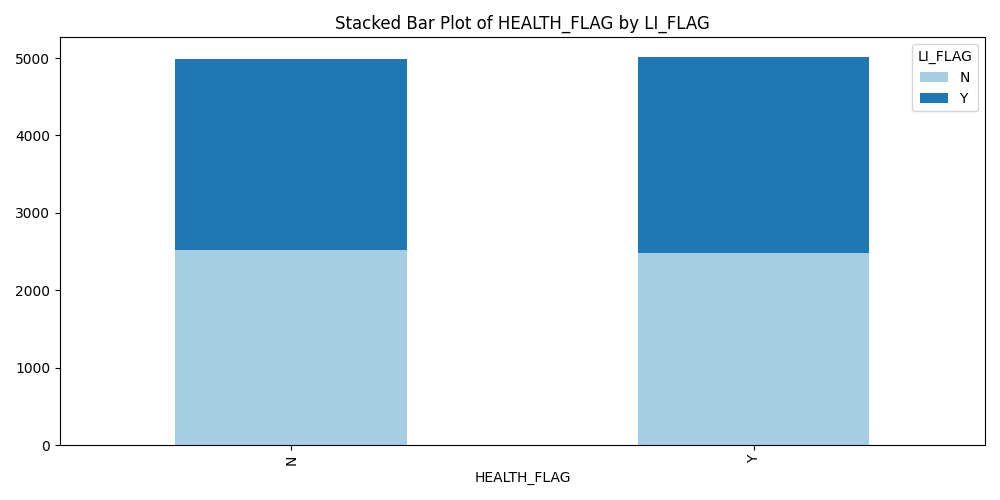 Stacked Bar Plot of HEALTH_FLAG by LI_FLAG
5000
4000
3000
2000
1000
0
LI_FLAG
N
Y
N
Y
HEALTH_FLAG